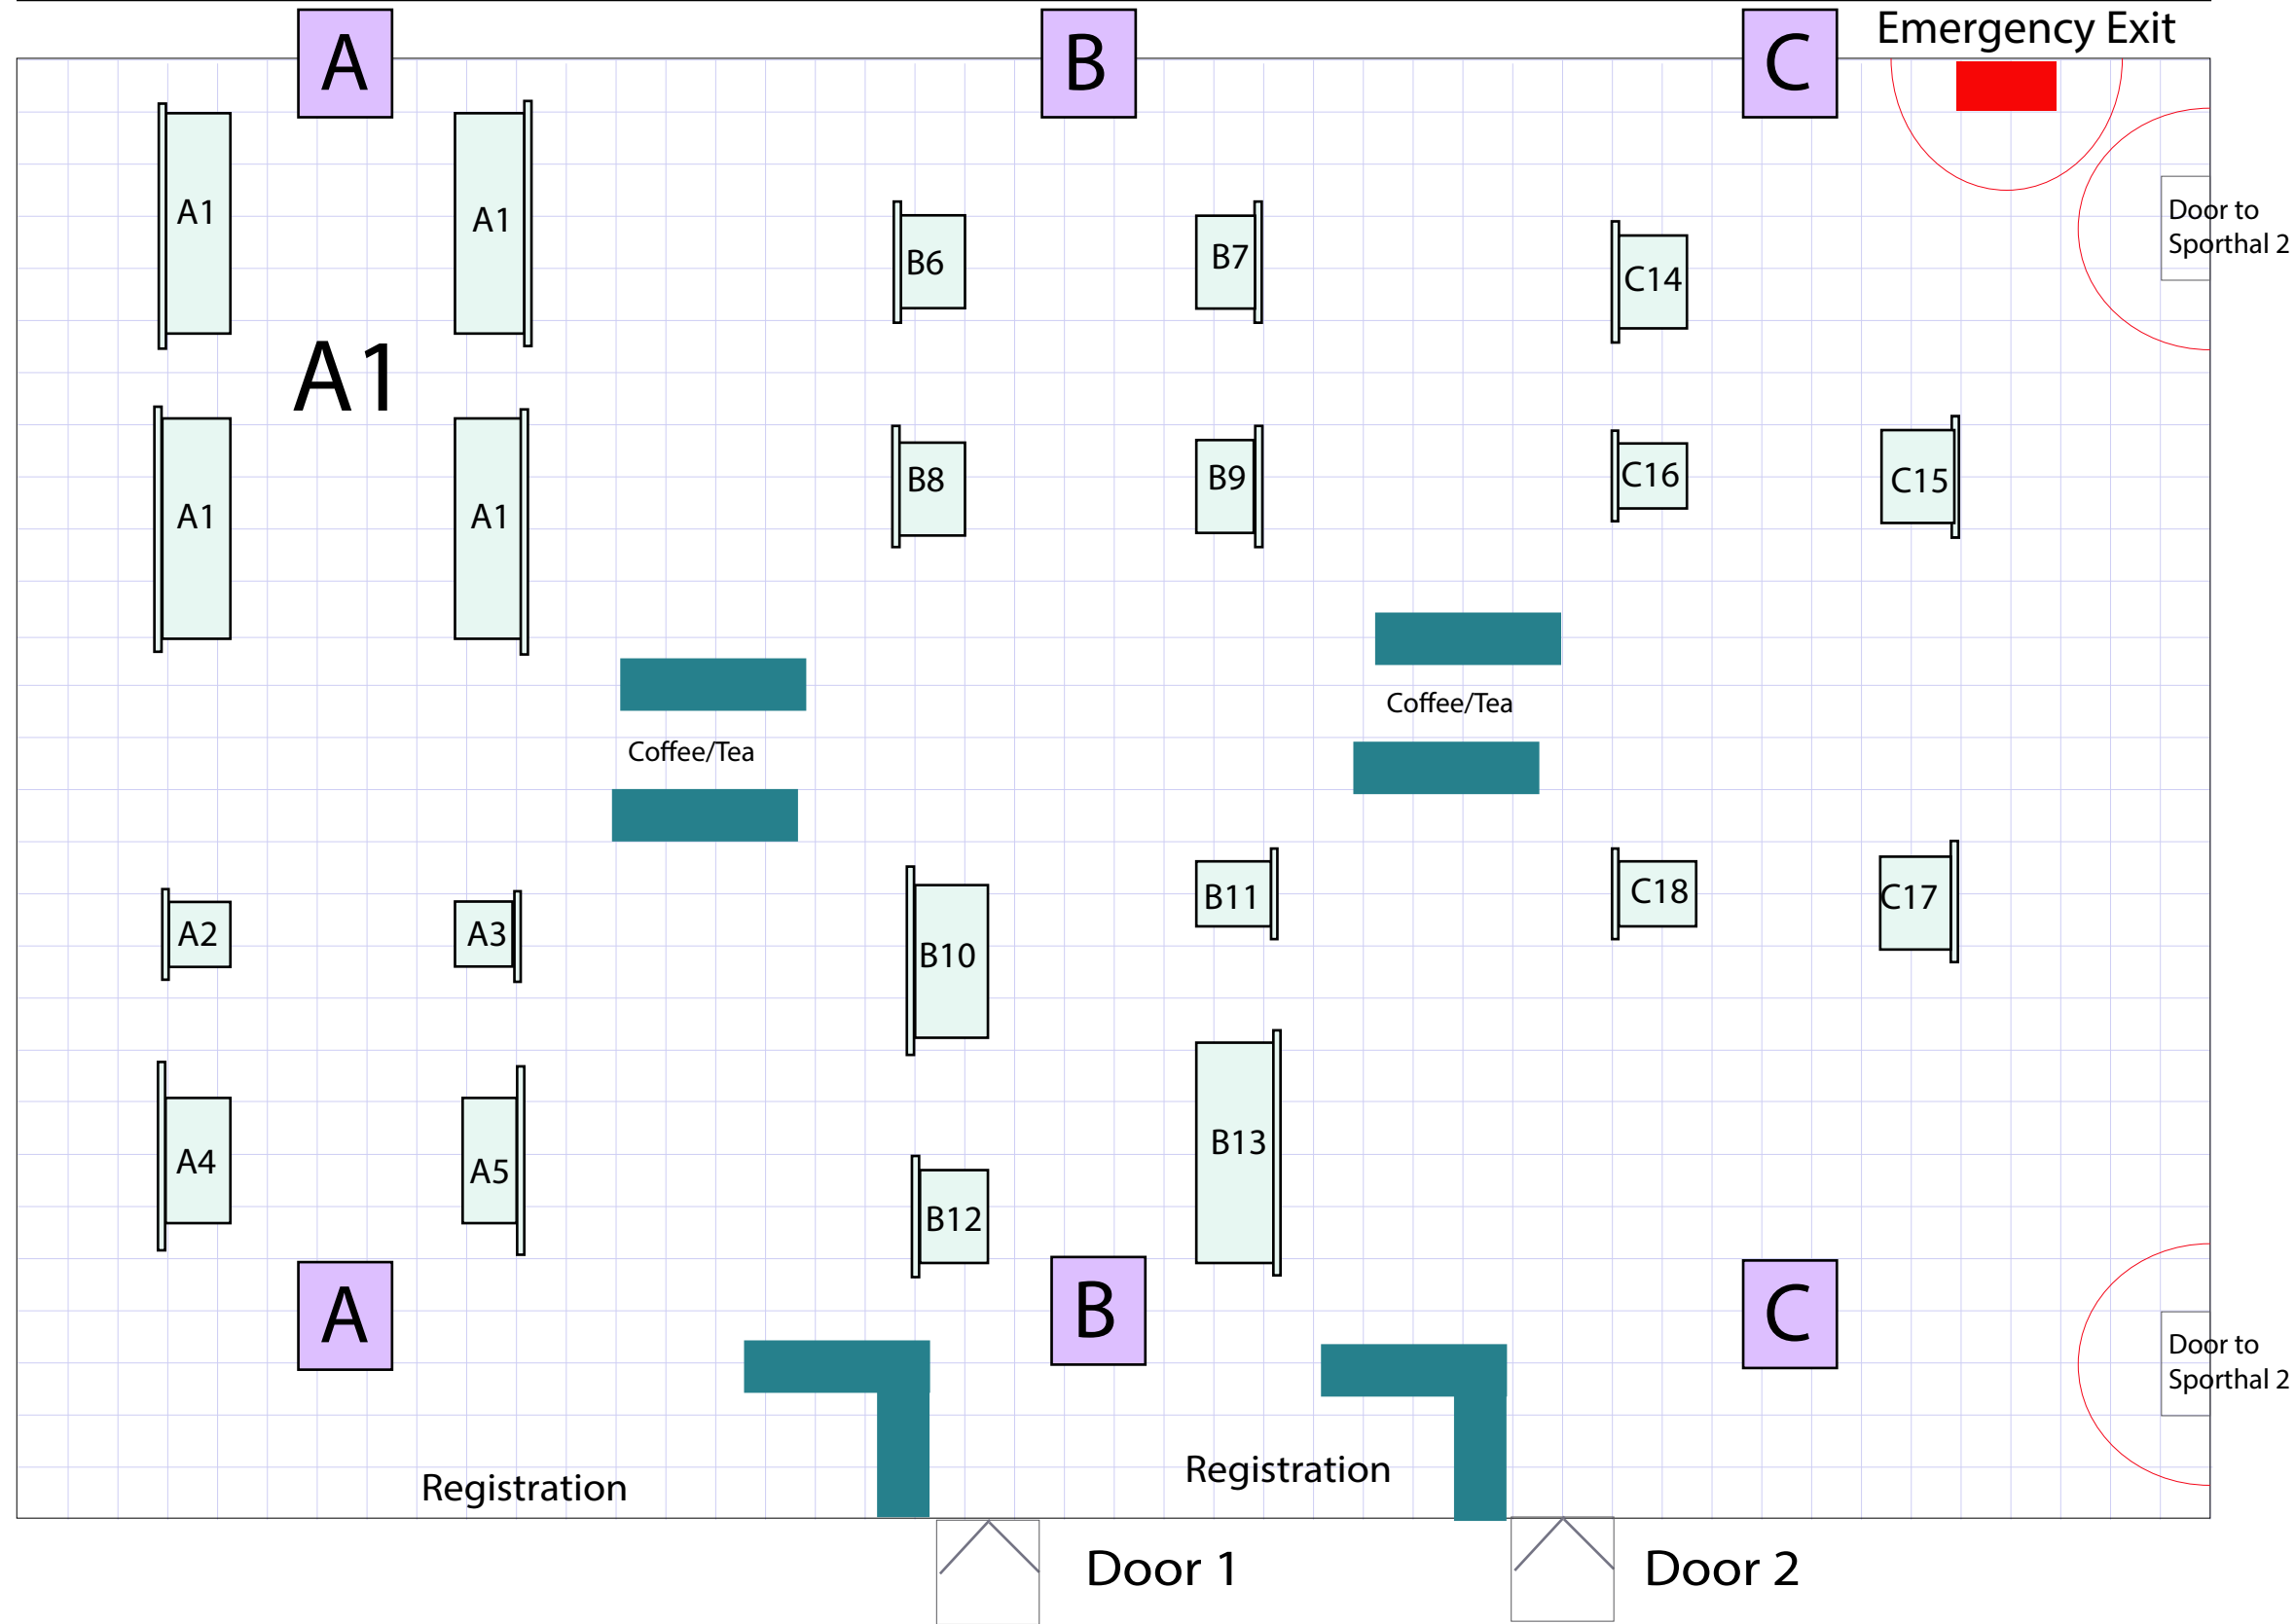 A
B
C
Emergency Exit
A1
A1
B6
B7
C14
Door to
Sporthal 2
A1
A1
A1
B8
B9
C16
C15
Coffee/Tea
Coffee/Tea
A2
A3
B10
B11
C18
C17
A4
A5
B12
B13
A
B
C
Door to
Sporthal 2
Registration
Registration
Door 1
Door 2